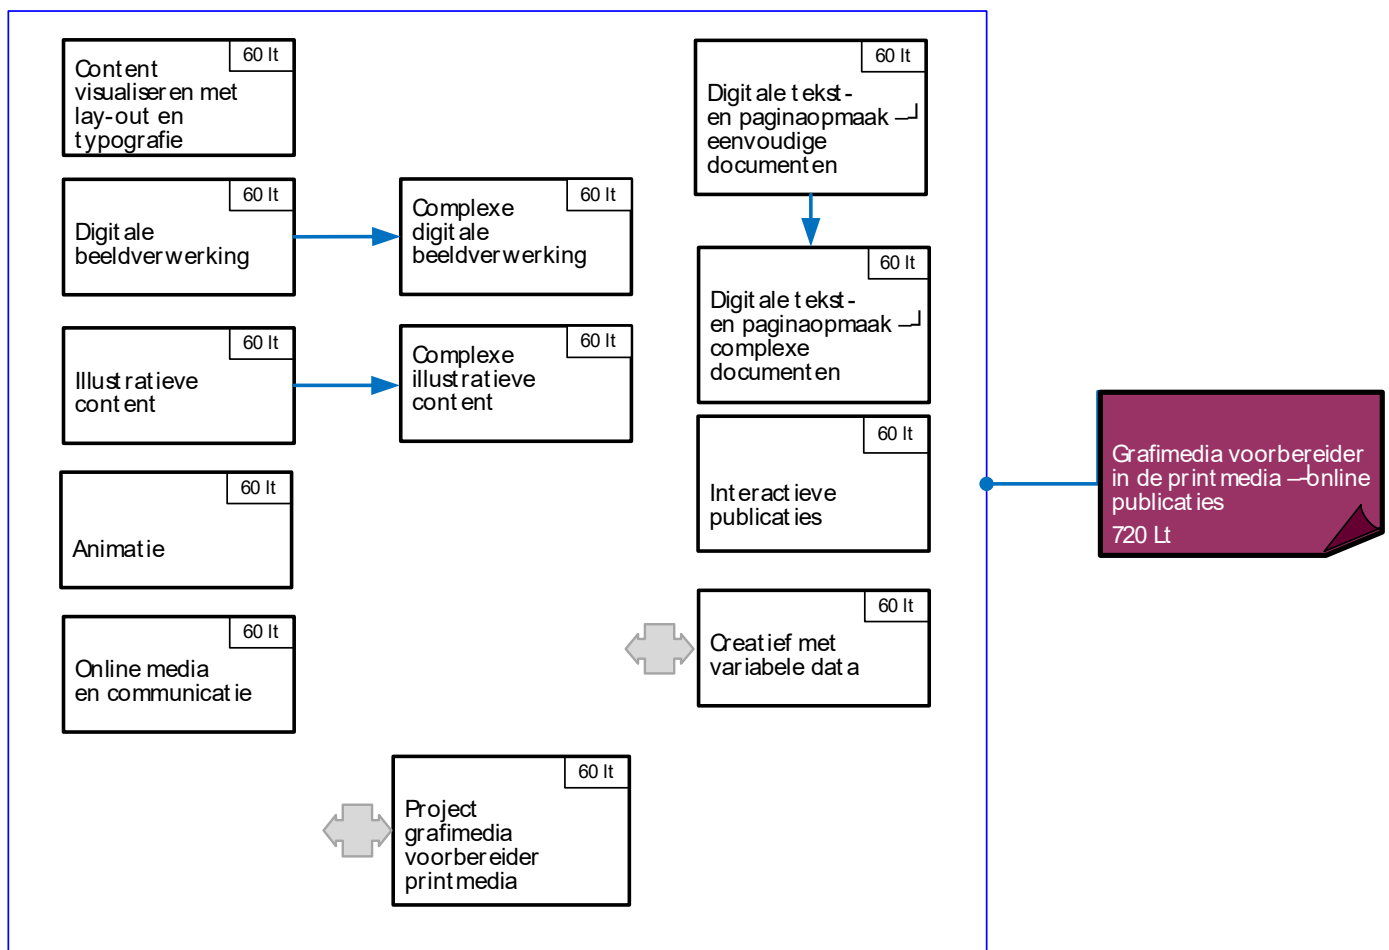 60 lt
Content
visualiseren met
lay-out en
typografie
60 lt
Digitale tekst-
en paginaopmaak –
eenvoudige
documenten
60 lt
Digitale
beeldverwerking
60 lt
Complexe
digitale
beeldverwerking
60 lt
Digitale tekst-
en paginaopmaak –
complexe
documenten
60 lt
Illustratieve
content
60 lt
Complexe
illustratieve
content
60 lt
Interactieve
publicaties
Grafimedia voorbereider
in de printmedia – online
publicaties
720 Lt
60 lt
Animatie
60 lt
Creatief met
variabele data
60 lt
Online media
en communicatie
60 lt
Project
grafimedia
voorbereider
printmedia